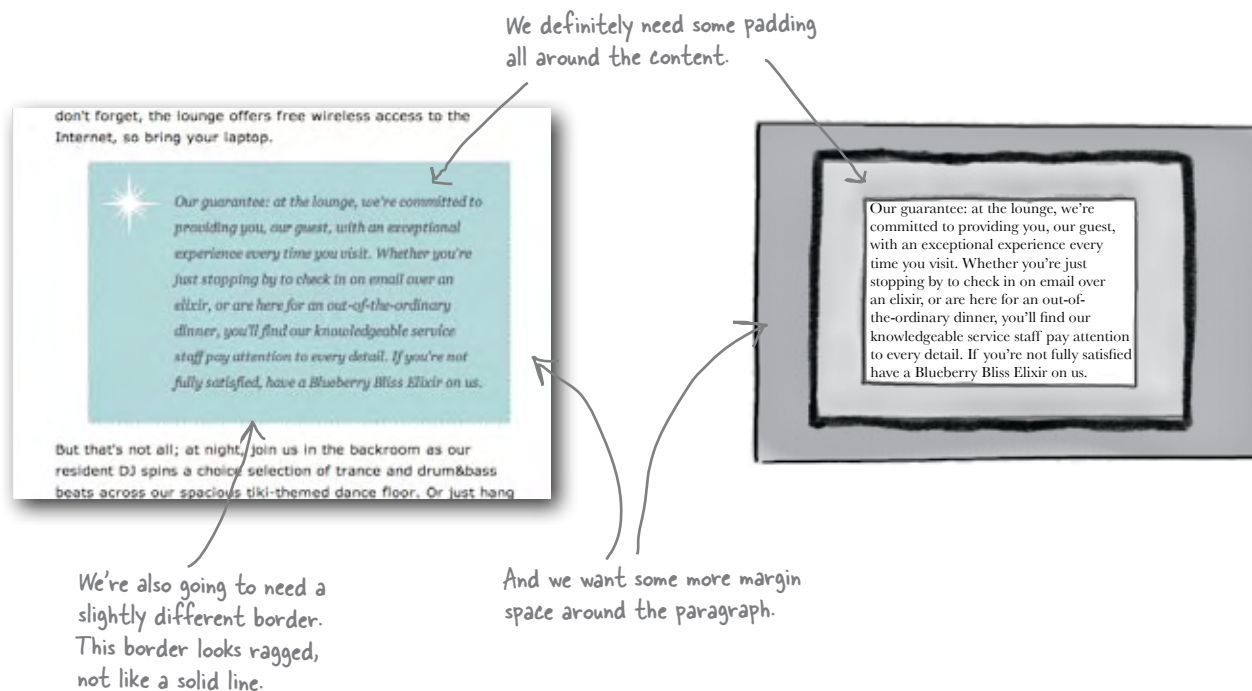 We definitely need some padding
all around the content.
don't forget, the lounge offers free wireless access to the
Internet, so bring your laptop.
Our guarantee: at the lounge, we're committed to
providing you, our guest, with an exceptional
experience every time you visit. Whether you're
just stopping by to check in on email over an
elixir, or are here for an out-of-the-ordinary
dinner, you'll find our knowledgeable service
staff pay attention to every detail. If you're not
fully satisfied, have a Blueberry Bliss Elixir on us.
But that's not all; at night, join us in the backroom as our
resident DJ spins a choice selection of trance and drum&bass
beats across our spacious tiki-themed dance floor. Or just hang
Our guarantee: at the lounge, we're
committed to providing you, our guest,
with an exceptional experience every
time you visit. Whether you're just
stopping by to check in on email over
an elixir, or are here for an out-of-
the-ordinary dinner, you'll find our
knowledgeable service staff pay attention
to every detail. If you're not fully satisfied
have a Blueberry Bliss Elixir on us.
We're also going to need a
slightly different border.
This border looks ragged,
not like a solid line.
And we want some more margin
space around the paragraph.